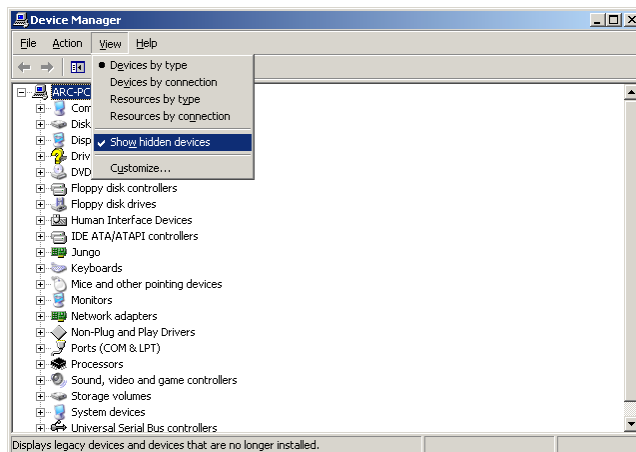 Device Manager
File Action View Help
Devices by type
Devices by connection
Resources by type
Resources by connection
Show hidden devices
Customize...
ARC-PC
Com
Disk
Disp
Driv
DVD
Floppy disk controllers
Floppy disk drives
Human Interface Devices
IDE ATA/ATAPI controllers
Jungo
Keyboards
Mice and other pointing devices
Monitors
Network adapters
Non-Plug and Play Drivers
Ports (COM & LPT)
Processors
Sound, video and game controllers
Storage volumes
System devices
Universal Serial Bus controllers
Displays legacy devices and devices that are no longer installed.